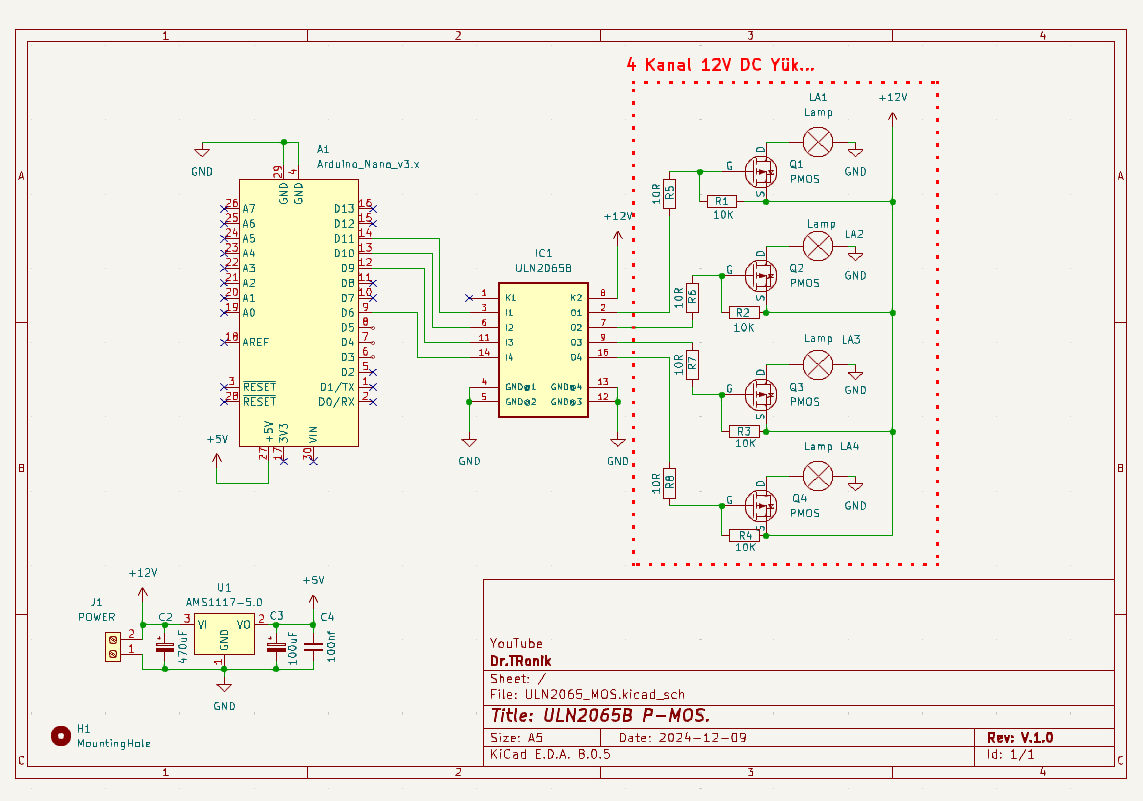 1 2 3 4
4 Kanal 12V DC Yük...
LA1
Lamp
+12V
A1
Arduino_Nano_v3.x
GND
29 4
GND GND
26 A7
25 A6
24 A5
23 A4
22 A3
21 A2
20 A1
19 A0
18 AREF
3 RESET
28 RESET
D13 16
D12 15
D11 14
D10 13
D9 12
D8 11
D7 10
D6 9
D5 8
D4 7
D3 6
D2 5
D1/TX 1
D0/RX 2
+5V 3V3 VIN
27 17 30
+5V
+12V
IC1
ULN2065B
1 K1 K2 8
3 I1 O1 2
6 I2 O2 7
11 I3 O3 9
14 I4 O4 16
4 GND@1 GND@4 13
5 GND@2 GND@3 12
GND
GND
10R R5
G D S
Q1
PMOS
GND
R1
10K
Lamp LA2
10R R6
G D S
Q2
PMOS
GND
R2
10K
Lamp LA3
10R R7
G D S
Q3
PMOS
GND
R3
10K
Lamp LA4
10R R8
G D S
Q4
PMOS
GND
R4
10K
A A
B B
C C
+12V
+5V
J1
POWER
2
1
U1
AMS1117-5.0
3 VI VO 2
GND
1
C2
470uF
C3
100uF
C4
100nf
GND
H1
MountingHole
YouTube
Dr.TRonik
Sheet: /
File: ULN2065_MOS.kicad_sch
Title: ULN2065B P-MOS.
Size: A5 Date: 2024-12-09 Rev: V.1.0
KiCad E.D.A. 8.0.5 Id: 1/1
1 2 3 4